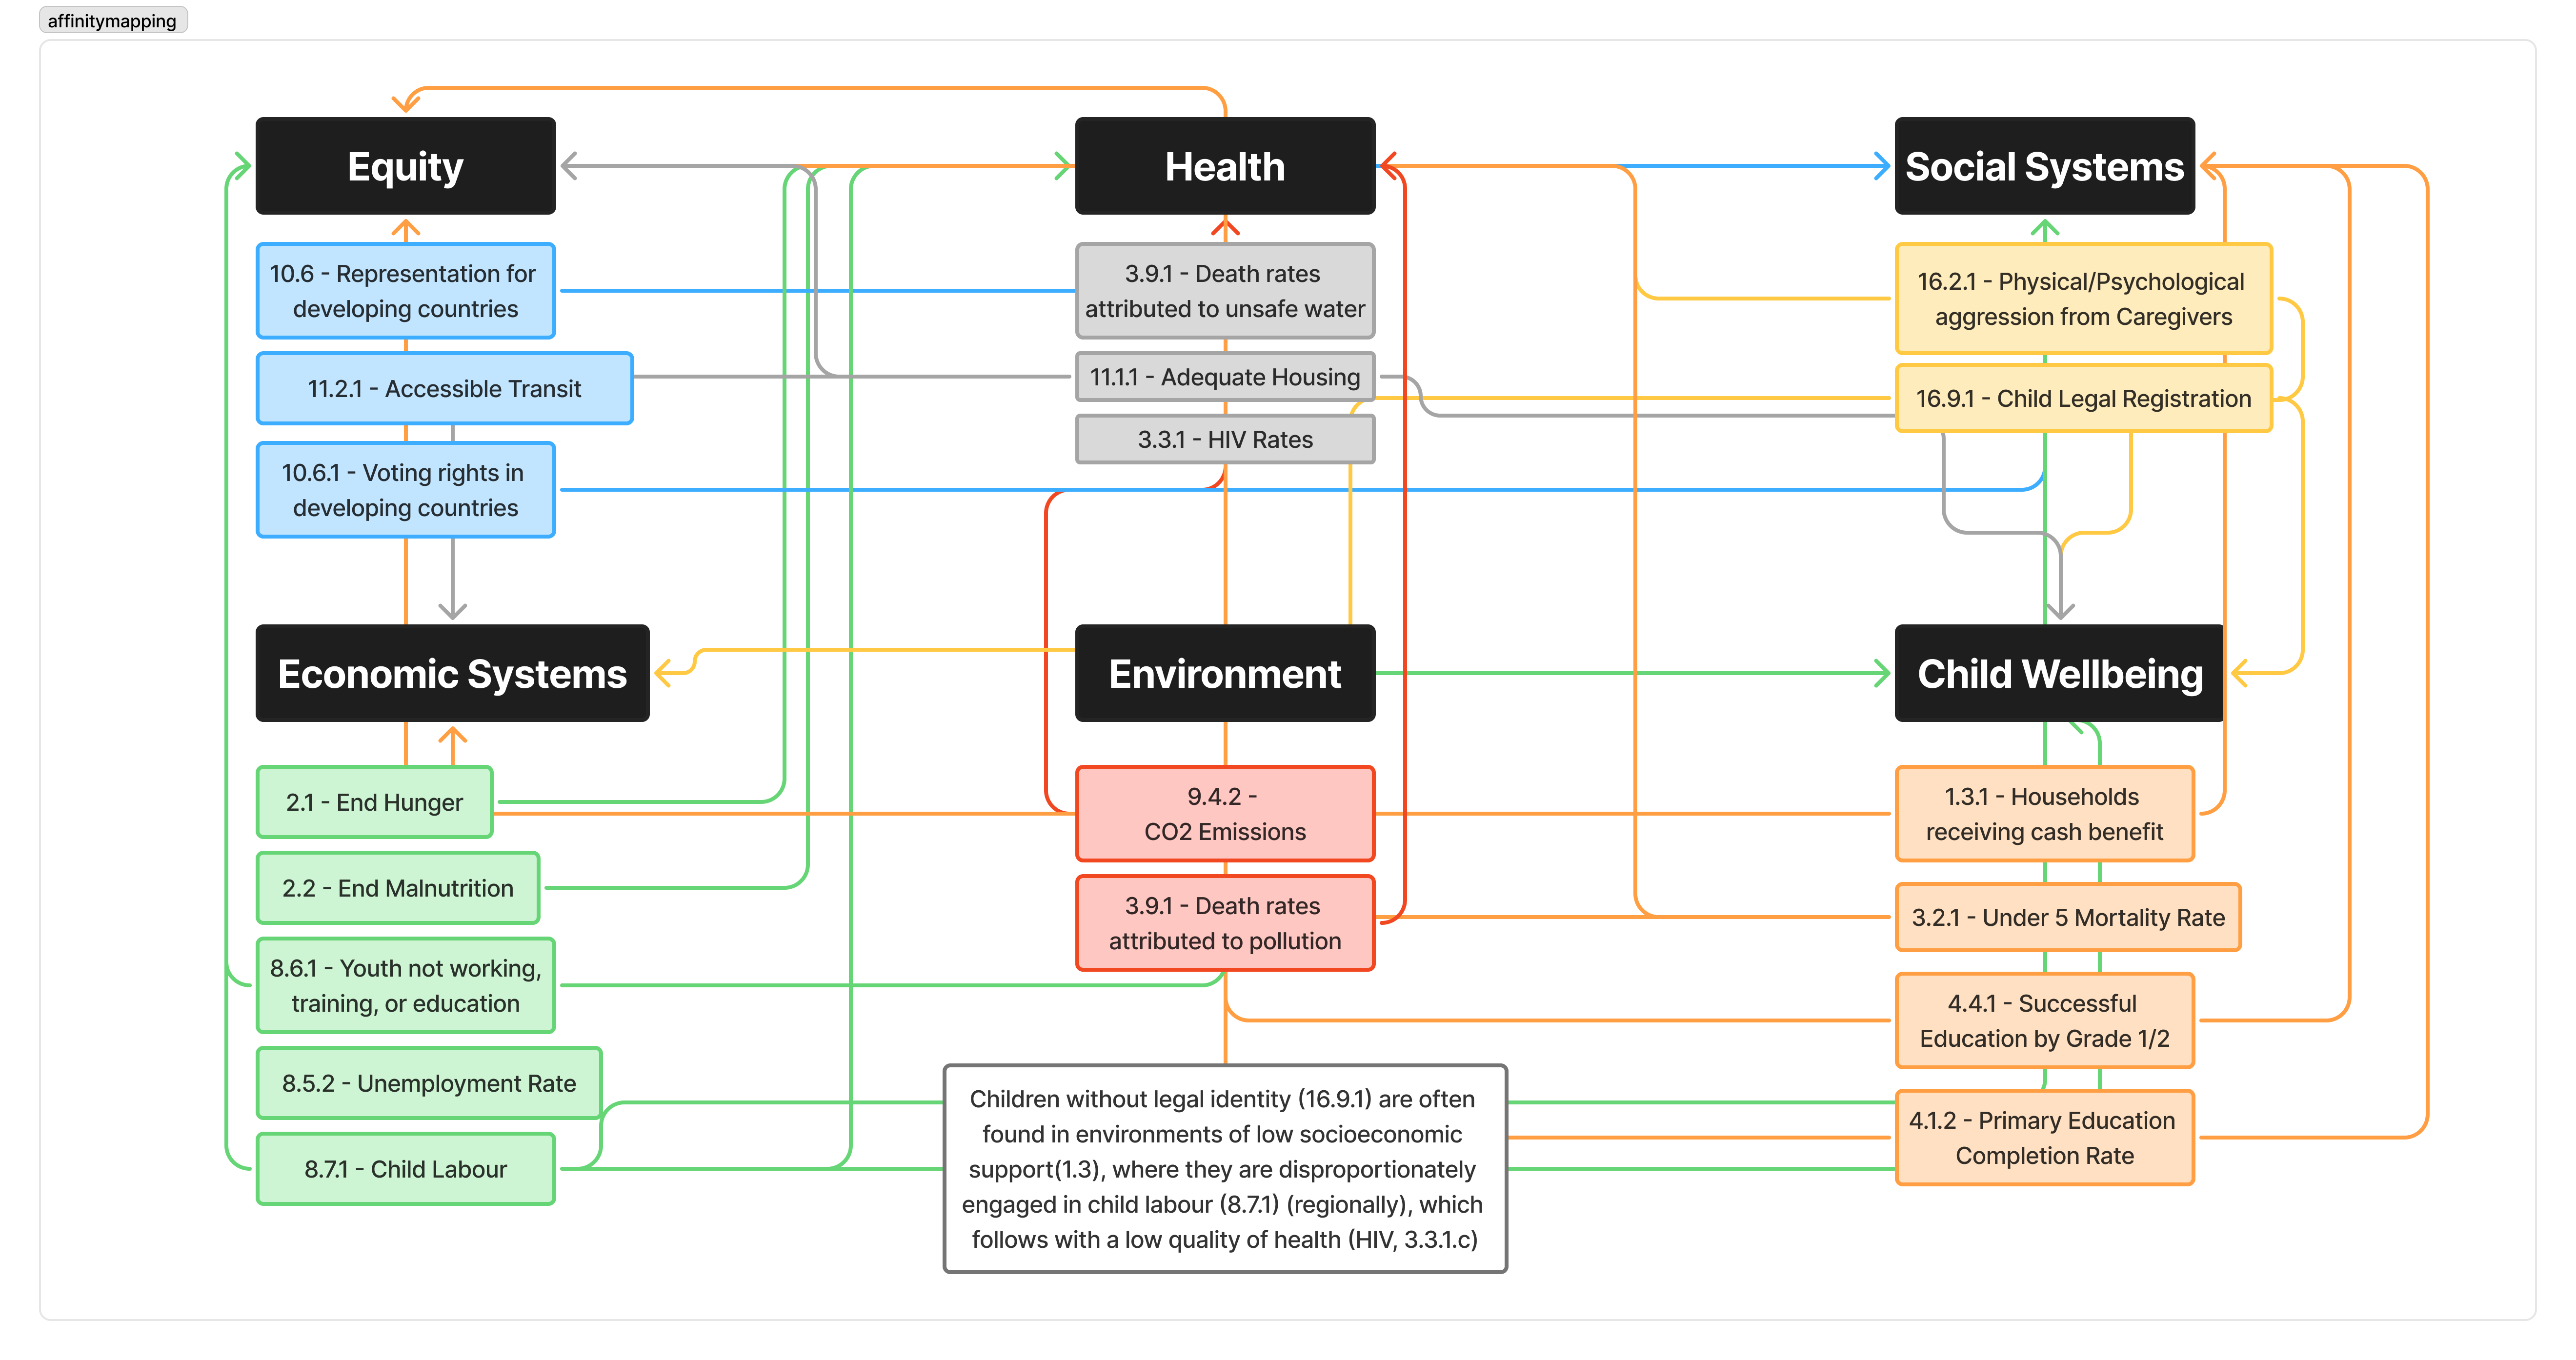 affinitymapping
Equity
10.6 - Representation for
developing countries
11.2.1 - Accessible Transit
10.6.1 - Voting rights in
developing countries
Economic Systems
2.1 - End Hunger
2.2 - End Malnutrition
8.6.1 - Youth not working,
training, or education
8.5.2 - Unemployment Rate
8.7.1 - Child Labour
Health
3.9.1 - Death rates
attributed to unsafe water
11.1.1 - Adequate Housing
3.3.1 - HIV Rates
Environment
9.4.2 -
CO2 Emissions
3.9.1 - Death rates
attributed to pollution
Children without legal identity (16.9.1) are often
found in environments of low socioeconomic
support(1.3), where they are disproportionately
engaged in child labour (8.7.1) (regionally), which
follows with a low quality of health (HIV, 3.3.1.c)
Social Systems
16.2.1 - Physical/Psychological
aggression from Caregivers
16.9.1 - Child Legal Registration
Child Wellbeing
1.3.1 - Households
receiving cash benefit
3.2.1 - Under 5 Mortality Rate
4.4.1 - Successful
Education by Grade 1/2
4.1.2 - Primary Education
Completion Rate